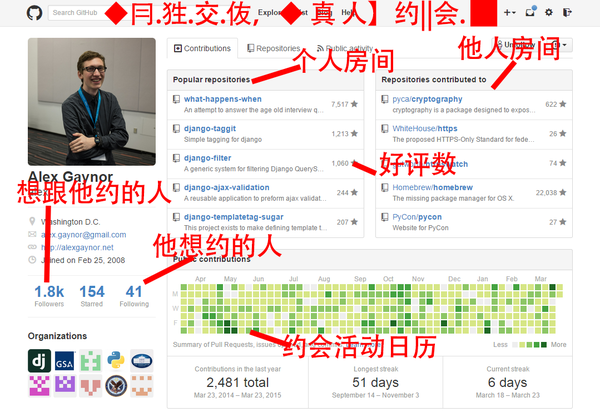 ◆冃.狌.交.伖, ◆真人】约||会.█
Search GitHub
Explore
Gist
Blog
Help
Contributions
Repositories
Public activity
个人房间
他人房间
Popular repositories
what-happens-when
An attempt to answer the age old interview q…
7,517 ★
django-taggit
Simple tagging for django
1,213 ★
django-filter
A generic system for filtering Django QueryS…
1,060 ★
django-ajax-validation
A reusable application to preform ajax validat…
244 ★
django-templatetag-sugar
This project exists to make defining template t…
207 ★
Repositories contributed to
pyca/cryptography
cryptography is a package designed to expos…
622 ★
WhiteHouse/https
The proposed HTTPS-Only Standard for fede…
26 ★
74 ★
Homebrew/homebrew
The missing package manager for OS X.
22,038 ★
PyCon/pycon
Website for PyCon
27 ★
好评数
Alex Gaynor
想跟他约的人
Washington D.C.
alex.gaynor@gmail.com
http://alexgaynor.net
Joined on Feb 25, 2008
他想约的人
1.8k
Followers
154
Starred
41
Following
Organizations
dj
GSA
Public contributions
Apr May Jun Jul Aug Sep Oct Nov Dec Jan Feb Mar
M
W
F
Summary of Pull Requests, issues
Less
More
约会活动日历
Contributions in the last year
2,481 total
Mar 23, 2014 – Mar 23, 2015
Longest streak
51 days
September 14 – November 3
Current streak
6 days
March 18 – March 23